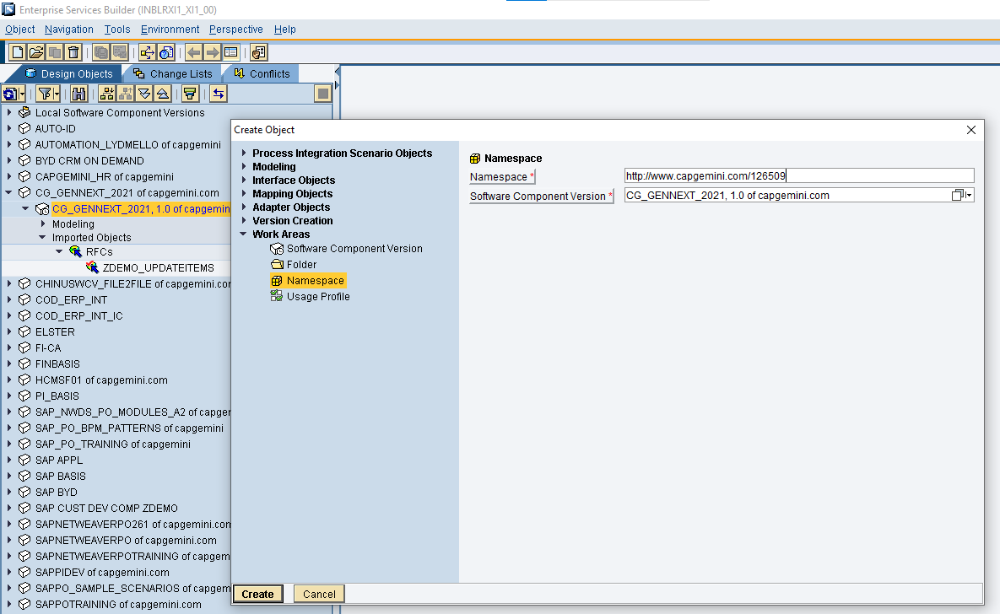 Enterprise Services Builder (INBLRXI1_XI1_00)
Object Navigation Tools Environment Perspective Help
Design Objects Change Lists Conflicts
Local Software Component Versions
AUTO-ID
AUTOMATION_LYDMELLO of capgemini
BYD CRM ON DEMAND
CAPGEMINI_HR of capgemini
CG_GENNEXT_2021 of capgemini.com
CG_GENNEXT_2021, 1.0 of capgemin
Modeling
Imported Objects
RFCs
ZDEMO_UPDATEITEMS
CHINUSWCV_FILE2FILE of capgemini.cor
COD_ERP_INT
COD_ERP_INT_IC
ELSTER
FI-CA
FINBASIS
HCMSF01 of capgemini.com
PI_BASIS
SAP_NWDS_PO_MODULES_A2 of capger
SAP_PO_BPM_PATTERNS of capgemini
SAP_PO_TRAINING of capgemini
SAP APPL
SAP BASIS
SAP BYD
SAP CUST DEV COMP ZDEMO
SAPNETWEAVERPO261 of capgemini.con
SAPNETWEAVERPO of capgemini.com
SAPNETWEAVERPOTRAINING of capgem
SAPPIDEV of capgemini.com
SAPPO_SAMPLE_SCENARIOS of capgem
SAPPOTRAINING of capgemini.com
Create Object
Process Integration Scenario Objects
Modeling
Interface Objects
Mapping Objects
Adapter Objects
Version Creation
Work Areas
Software Component Version
Folder
Namespace
Usage Profile
Namespace
Namespace * http://www.capgemini.com/126509
Software Component Version * CG_GENNEXT_2021, 1.0 of capgemini.com
Create Cancel